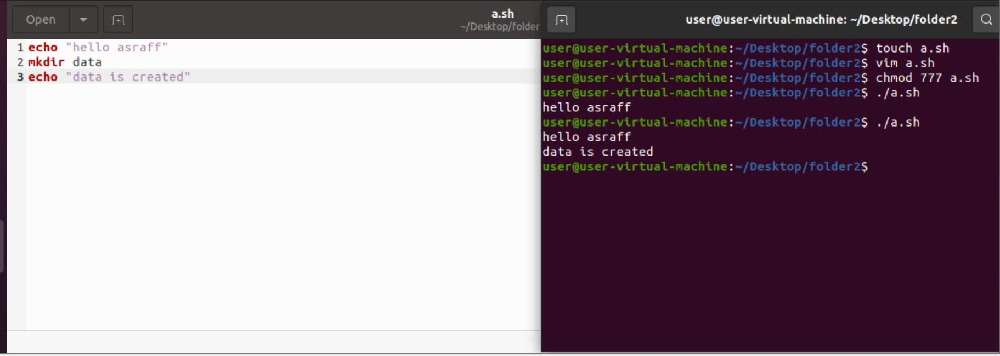 Open
a.sh
~/Desktop/folder
1 echo "hello asraff"
2 mkdir data
3 echo "data is created"
user@user-virtual-machine: ~/Desktop/folder2
user@user-virtual-machine:~/Desktop/folder2$ touch a.sh
user@user-virtual-machine:~/Desktop/folder2$ vim a.sh
user@user-virtual-machine:~/Desktop/folder2$ chmod 777 a.sh
user@user-virtual-machine:~/Desktop/folder2$ ./a.sh
hello asraff
user@user-virtual-machine:~/Desktop/folder2$ ./a.sh
hello asraff
data is created
user@user-virtual-machine:~/Desktop/folder2$